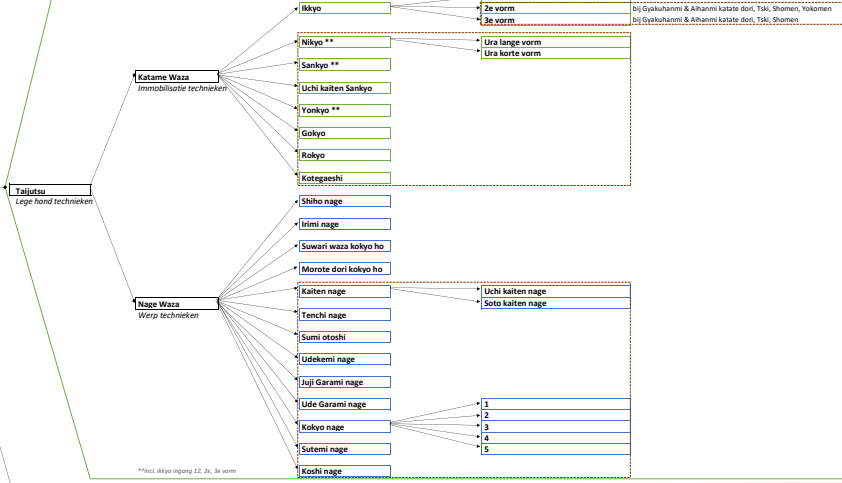 Ikkyo
2e vorm
bij Gyakuhanmi & Aihanmi katate dori, Tski, Shomen, Yokomen
3e vorm
bij Gyakuhanmi & Aihanmi katate dori, Tski, Shomen
Nikyo **
Ura lange vorm
Ura korte vorm
Sankyo **
Katame Waza
Immobilisatie technieken
Uchi kaiten Sankyo
Yonkyo **
Gokyo
Rokyo
Kotegaeshi
Taijutsu
Lege hand technieken
Shiho nage
Irimi nage
Suwari waza kokyo ho
Morote dori kokyo ho
Kaiten nage
Uchi kaiten nage
Soto kaiten nage
Nage Waza
Werp technieken
Tenchi nage
Sumi otoshi
Udekemi nage
Juji Garami nage
Ude Garami nage
Kokyo nage
1
2
3
4
5
Sutemi nage
Koshi nage
**incl. ikkyo ingang 12, 2e, 3e vorm